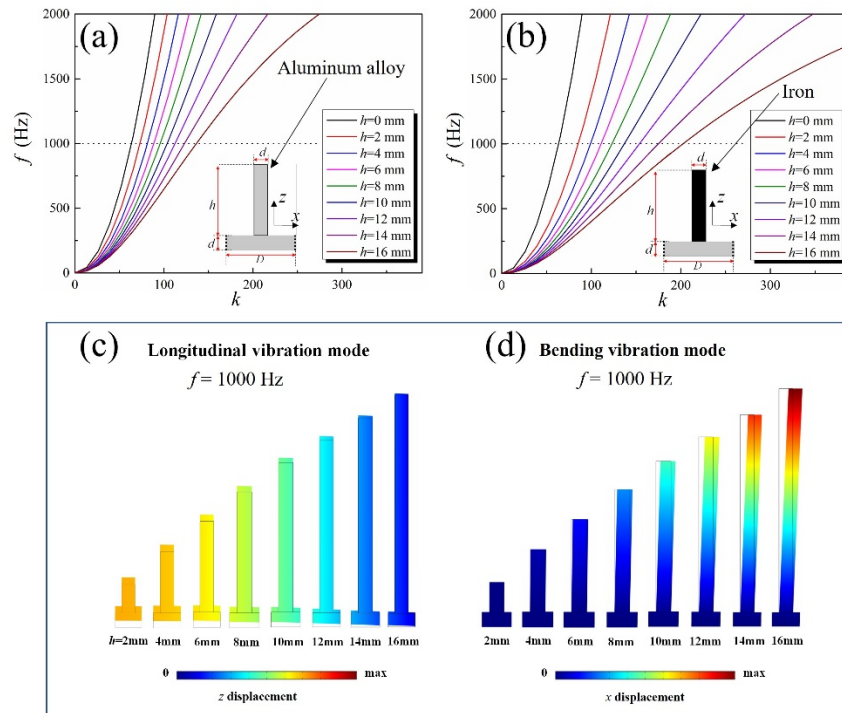 (a)
Aluminum alloy
f (Hz)
2000
1500
1000
500
0
0
100
200
300
k
h=0 mm
h=2 mm
h=4 mm
h=6 mm
h=8 mm
h=10 mm
h=12 mm
h=14 mm
h=16 mm
d
h
z
x
d
D
(b)
Iron
f (Hz)
2000
1500
1000
500
250
0
0
100
200
300
k
h=0 mm
h=2 mm
h=4 mm
h=6 mm
h=8 mm
h=10 mm
h=12 mm
h=14 mm
h=16 mm
d
h
z
x
d
D
(c)
Longitudinal vibration mode
f = 1000 Hz
h=2mm 4mm 6mm 8mm 10mm 12mm 14mm 16mm
0 max
z displacement
(d)
Bending vibration mode
f = 1000 Hz
2mm 4mm 6mm 8mm 10mm 12mm 14mm 16mm
0 max
x displacement